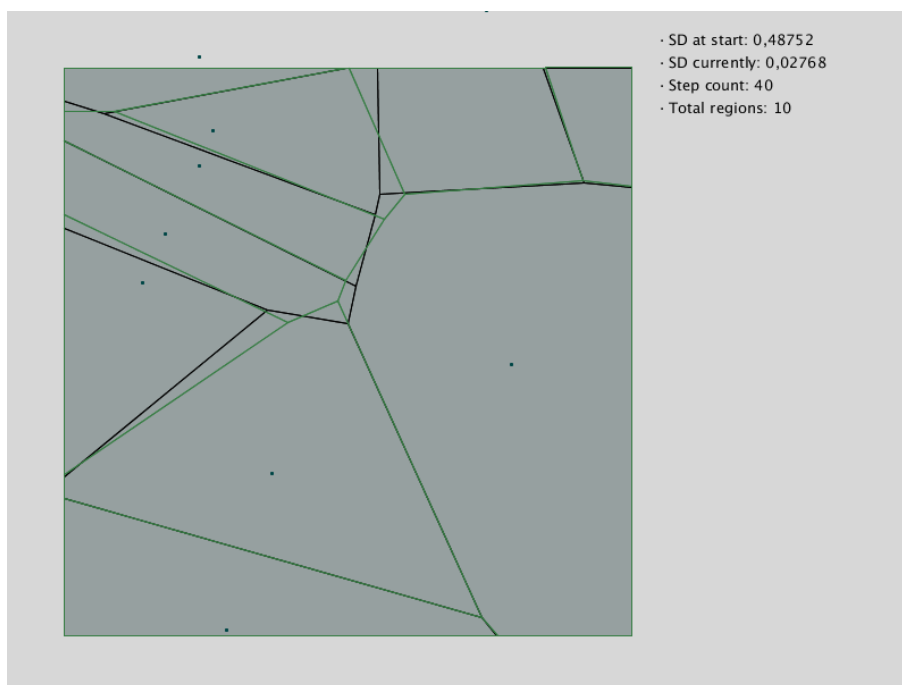 · SD at start: 0,48752
· SD currently: 0,02768
· Step count: 40
· Total regions: 10